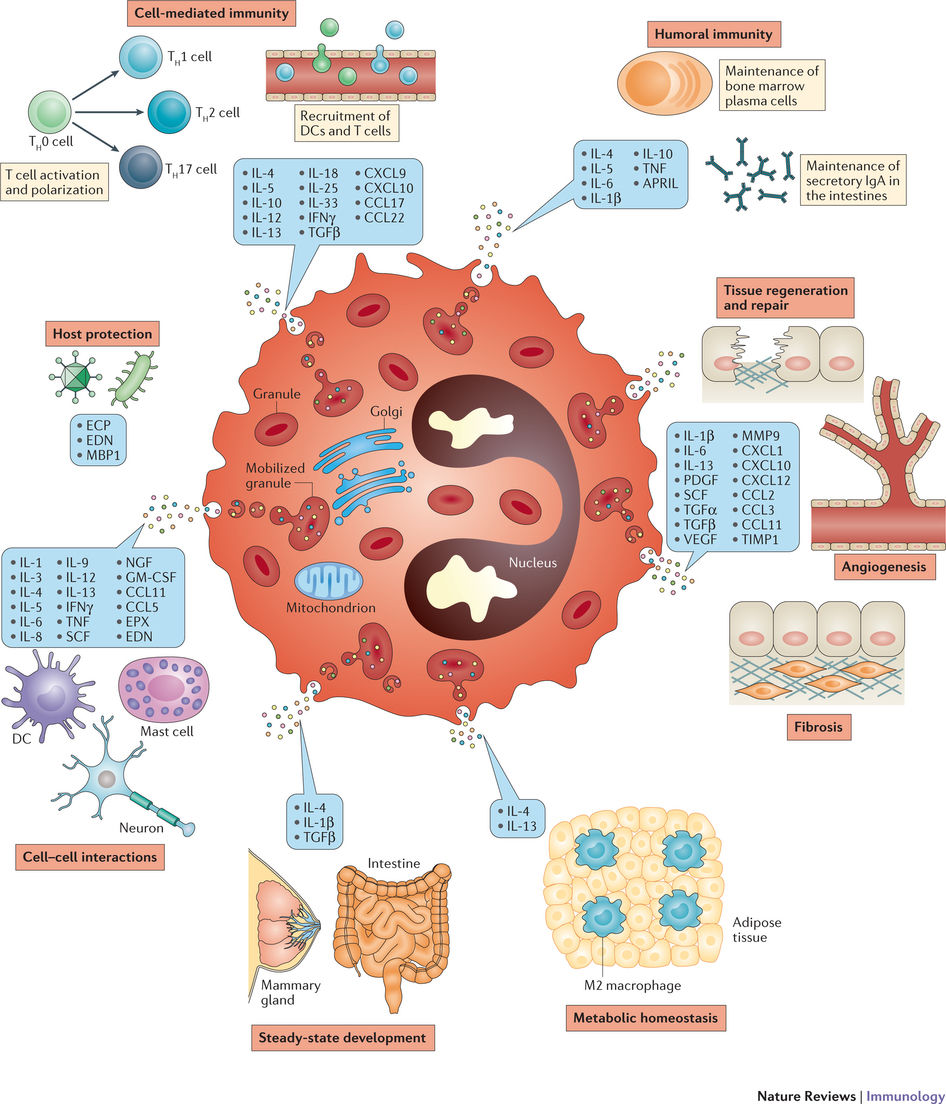 Cell-mediated immunity
TH1 cell
TH2 cell
TH0 cell
TH17 cell
T cell activation
and polarization
Recruitment of
DCs and T cells
• IL-4
• IL-5
• IL-10
• IL-12
• IL-13
• IL-18
• IL-25
• IL-33
• IFNγ
• TGFβ
• CXCL9
• CXCL10
• CCL17
• CCL22
Humoral immunity
Maintenance of
bone marrow
plasma cells
• IL-4
• IL-5
• IL-6
• IL-1β
• IL-10
• TNF
• APRIL
Maintenance of
secretory IgA in
the intestines
Host protection
• ECP
• EDN
• MBP1
Tissue regeneration
and repair
• IL-1β
• IL-6
• IL-13
• PDGF
• SCF
• TGFα
• TGFβ
• VEGF
• MMP9
• CXCL1
• CXCL10
• CXCL12
• CCL2
• CCL3
• CCL11
• TIMP1
Angiogenesis
Fibrosis
Granule
Golgi
Mobilized
granule
Mitochondrion
Nucleus
• IL-1
• IL-3
• IL-4
• IL-5
• IL-6
• IL-8
• IL-9
• IL-12
• IL-13
• IFNγ
• TNF
• SCF
• NGF
• GM-CSF
• CCL11
• CCL5
• EPX
• EDN
DC
Mast cell
Neuron
Cell–cell interactions
• IL-4
• IL-1β
• TGFβ
Intestine
Mammary
gland
Steady-state development
• IL-4
• IL-13
Adipose
tissue
M2 macrophage
Metabolic homeostasis
Nature Reviews | Immunology